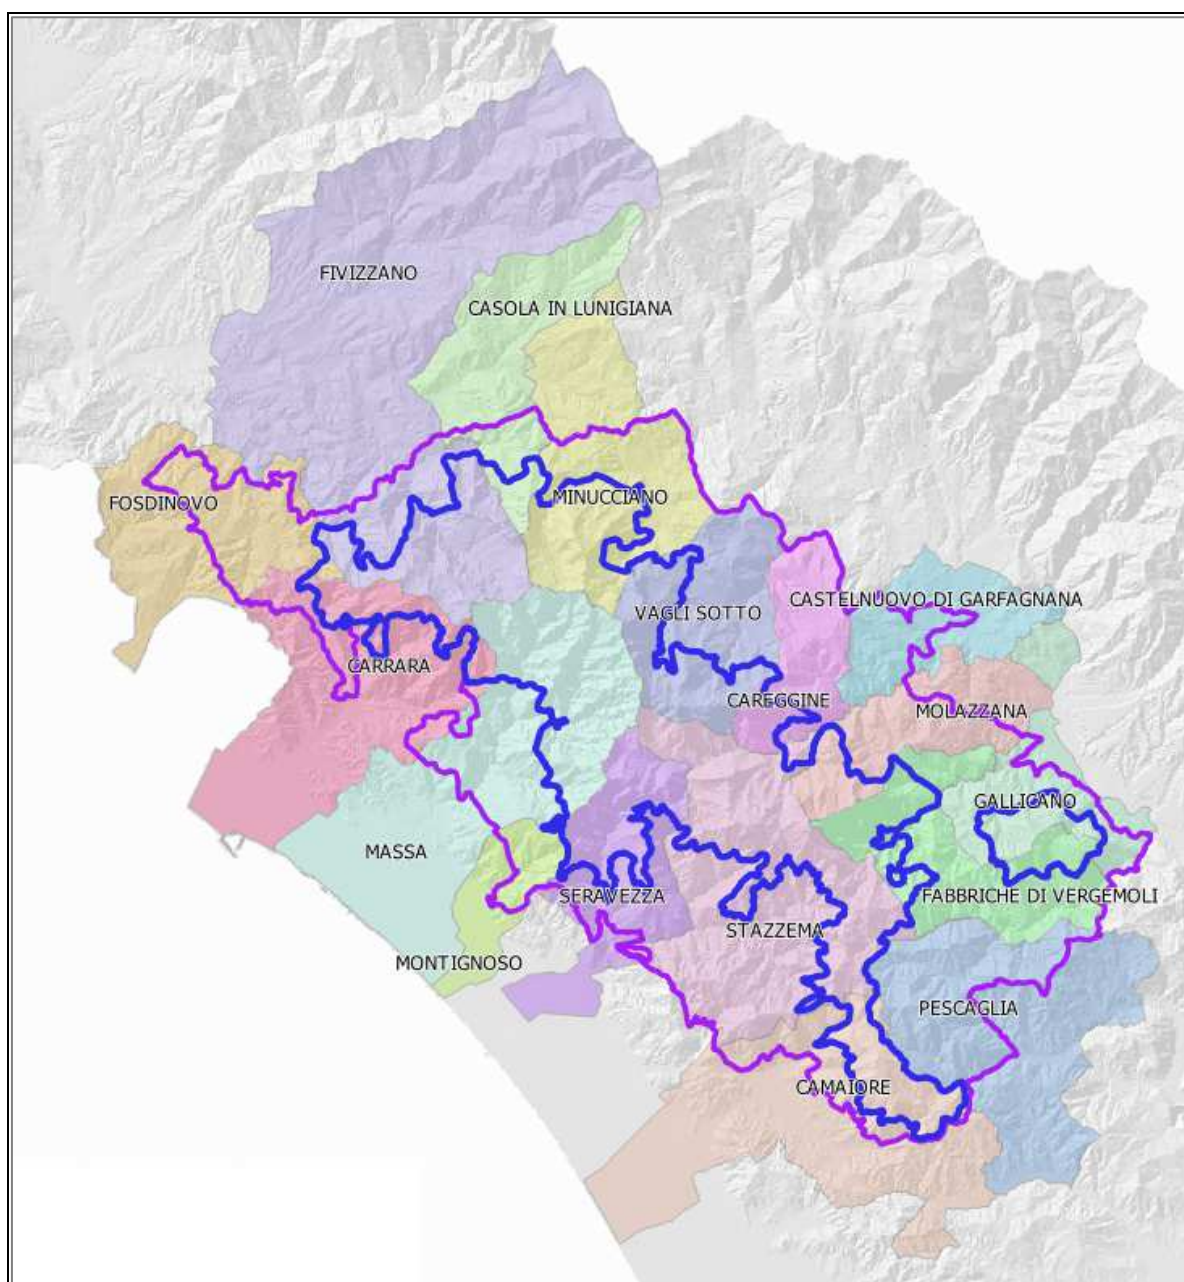 FIVIZZANO
CASOLA IN LUNIGIANA
FOSDINOVO
MINUCCIANO
CASTELNUOVO DI GARFAGNANA
VAGLI SOTTO
CARRARA
CAREGGINE
MOLAZZANA
GALLICANO
MASSA
SERAVEZZA
FABBRICHE DI VERGEMOLI
STAZZEMA
MONTIGNOSO
PESCAGLIA
CAMAIORE